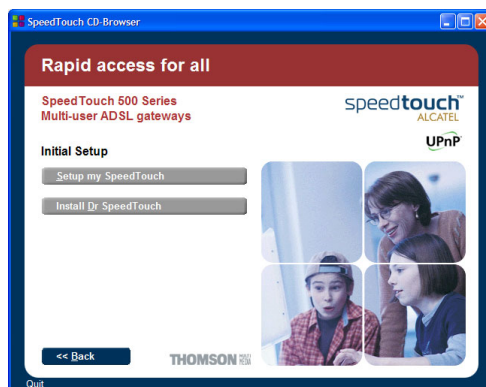 SpeedTouch CD-Browser
Rapid access for all
SpeedTouch 500 Series
Multi-user ADSL gateways
speedtouch™
ALCATEL
UPnP
Initial Setup
Setup my SpeedTouch
Install Dr SpeedTouch
<< Back
THOMSON
Quit